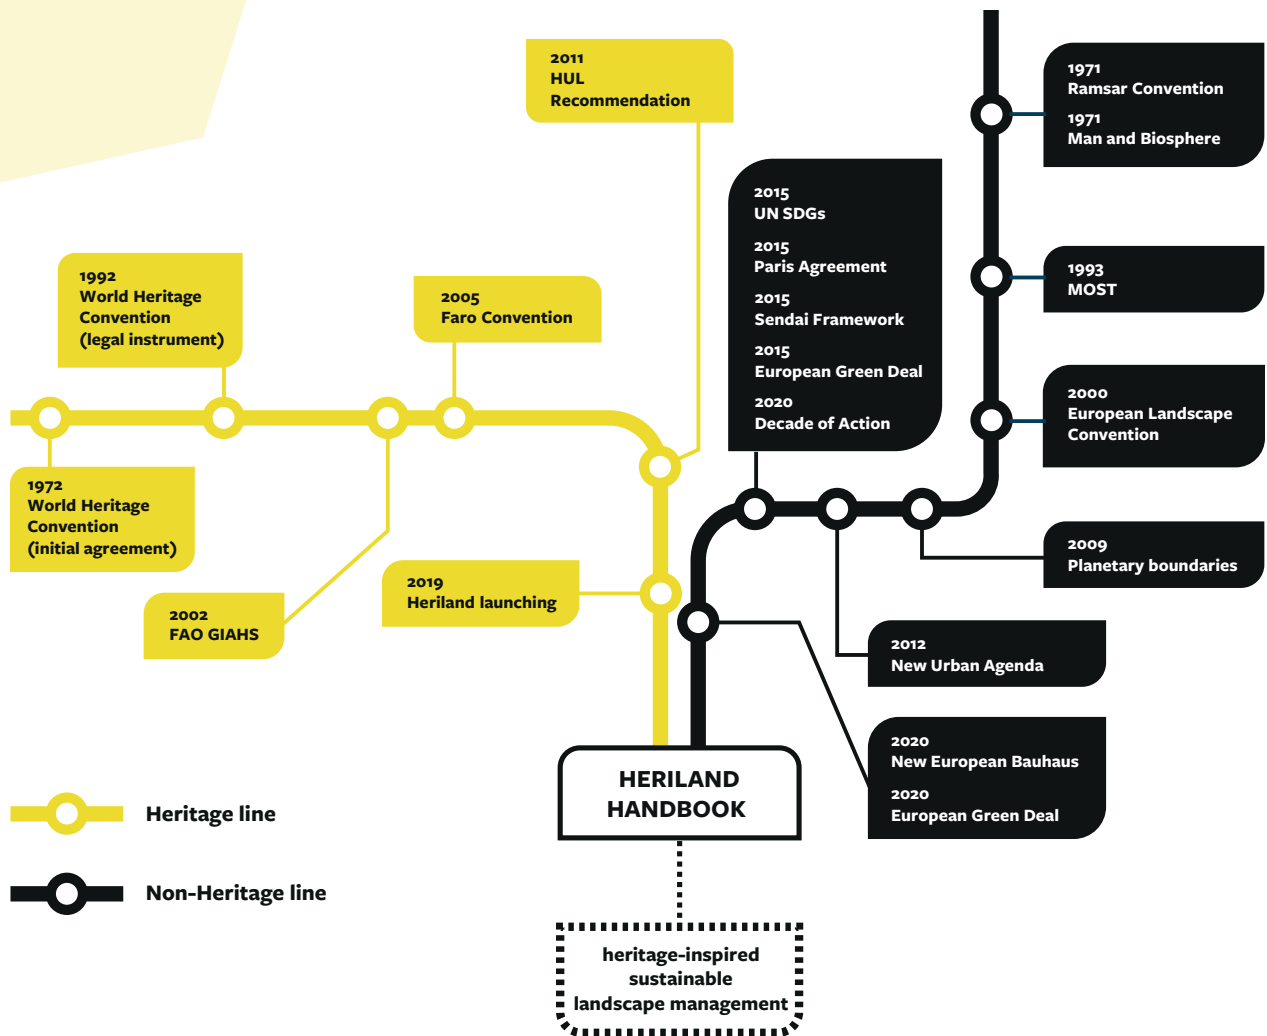 2011
HUL
Recommendation
1971
Ramsar Convention
1971
Man and Biosphere
2015
UN SDGs
2015
Paris Agreement
2015
Sendai Framework
2015
European Green Deal
2020
Decade of Action
1992
World Heritage
Convention
(legal instrument)
2005
Faro Convention
1993
MOST
2000
European Landscape
Convention
1972
World Heritage
Convention
(initial agreement)
2009
Planetary boundaries
2019
Heriland launching
2002
FAO GIAHS
2012
New Urban Agenda
2020
New European Bauhaus
2020
European Green Deal
HERILAND
HANDBOOK
Heritage line
Non-Heritage line
heritage-inspired
sustainable
landscape management